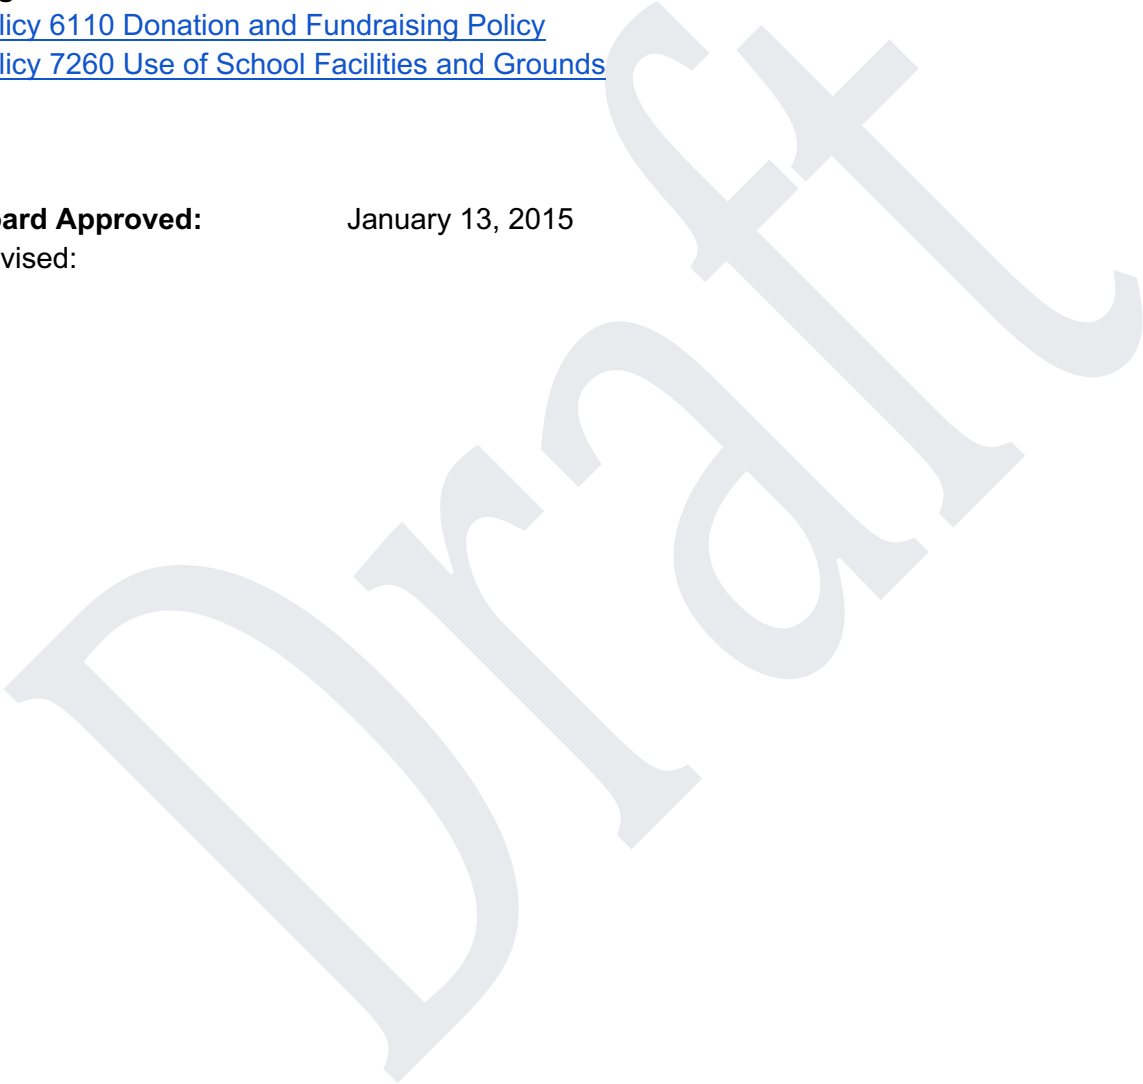 licy 6110 Donation and Fundraising Policy
licy 7260 Use of School Facilities and Grounds
ard Approved: January 13, 2015
vised:
Draft